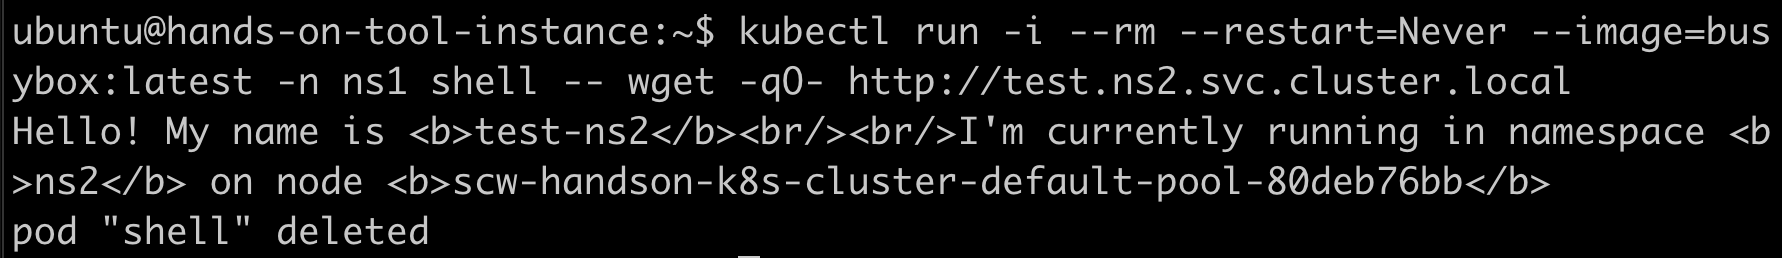 ubuntu@hands-on-tool-instance:~$ kubectl run -i --rm --restart=Never --image=bus
ybox:latest -n ns1 shell -- wget -qO- http://test.ns2.svc.cluster.local
Hello! My name is <b>test-ns2</b><br/><br/>I'm currently running in namespace <b
>ns2</b> on node <b>scw-handson-k8s-cluster-default-pool-80deb76bb</b>
pod "shell" deleted